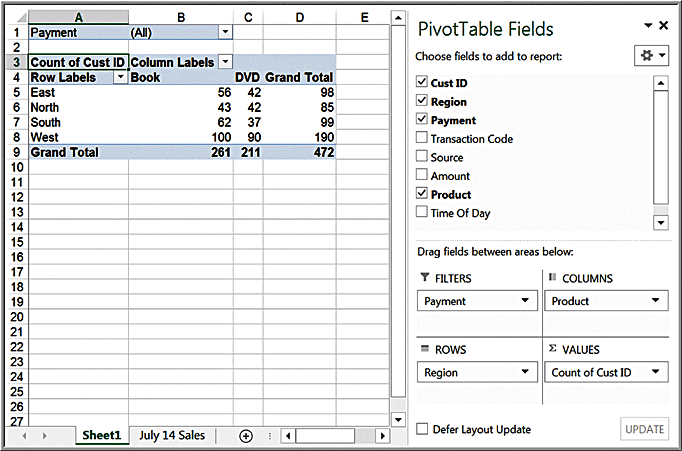 A B C D E
1 Payment (All)
2
3 Count of Cust ID Column Labels
4 Row Labels Book DVD Grand Total
5 East 56 42 98
6 North 43 42 85
7 South 62 37 99
8 West 100 90 190
9 Grand Total 261 211 472
10
11
12
13
14
15
16
17
18
19
20
21
22
23
24
25
26
27
Sheet1 July 14 Sales
PivotTable Fields
Choose fields to add to report:
Cust ID
Region
Payment
Transaction Code
Source
Amount
Product
Time Of Day
Drag fields between areas below:
FILTERS COLUMNS
Payment Product
ROWS Σ VALUES
Region Count of Cust ID
Defer Layout Update UPDATE